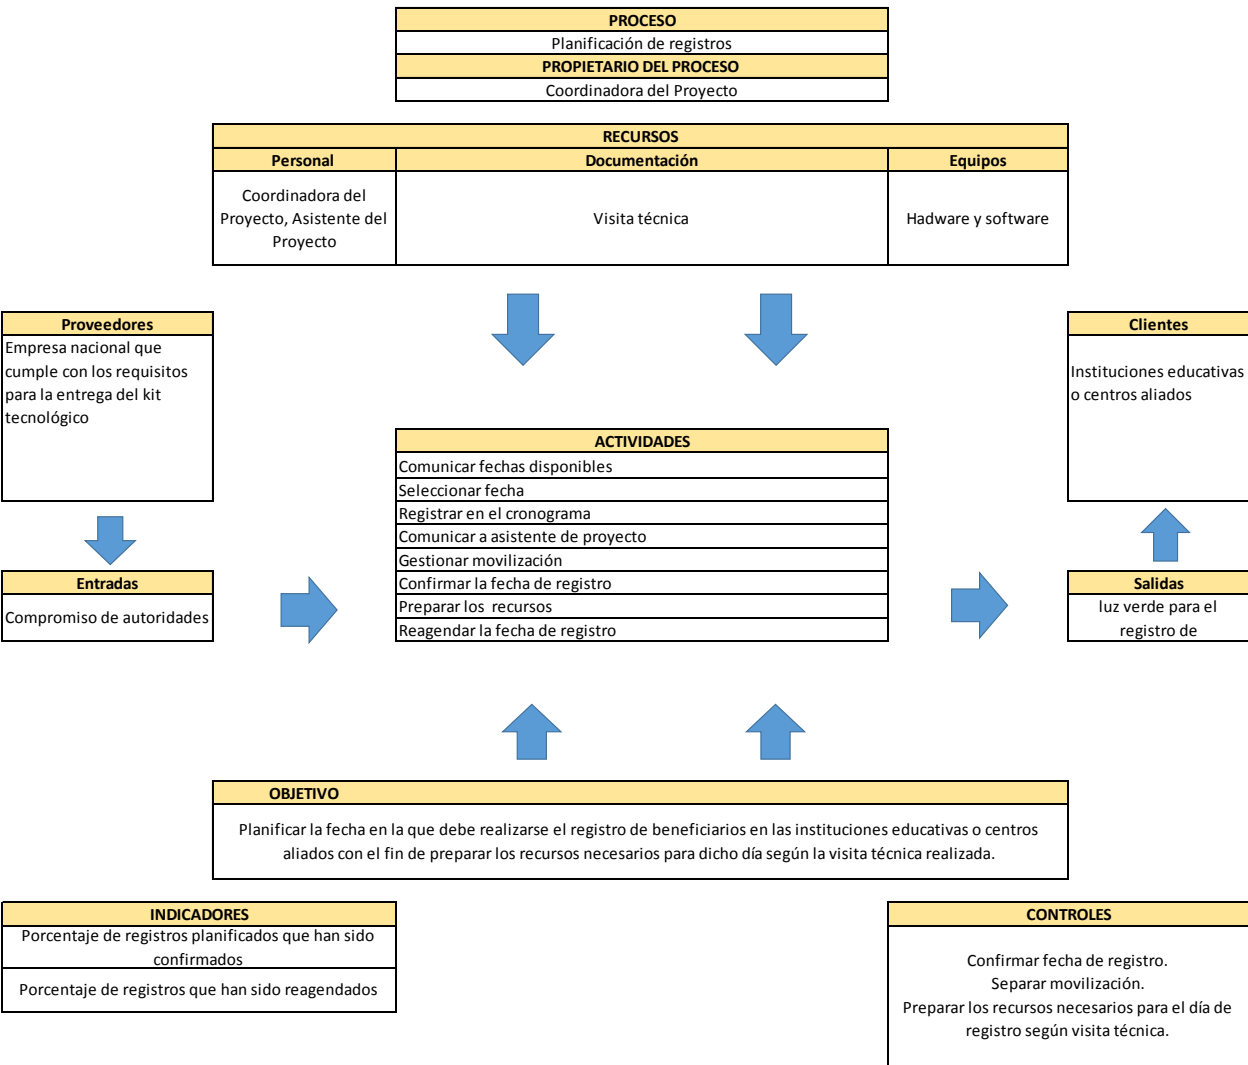 PROCESO
Planificación de registros
PROPIETARIO DEL PROCESO
Coordinadora del Proyecto
RECURSOS
Personal
Documentación
Equipos
Coordinadora del
Proyecto, Asistente del
Proyecto
Visita técnica
Hadware y software
Proveedores
Empresa nacional que
cumple con los requisitos
para la entrega del kit
tecnológico
Clientes
Instituciones educativas
o centros aliados
ACTIVIDADES
Comunicar fechas disponibles
Seleccionar fecha
Registrar en el cronograma
Comunicar a asistente de proyecto
Gestionar movilización
Confirmar la fecha de registro
Preparar los  recursos
Reagendar la fecha de registro
Entradas
Compromiso de autoridades
Salidas
luz verde para el
registro de
OBJETIVO
Planificar la fecha en la que debe realizarse el registro de beneficiarios en las instituciones educativas o centros
aliados con el fin de preparar los recursos necesarios para dicho día según la visita técnica realizada.
INDICADORES
Porcentaje de registros planificados que han sido
confirmados
Porcentaje de registros que han sido reagendados
CONTROLES
Confirmar fecha de registro.
Separar movilización.
Preparar los recursos necesarios para el día de
registro según visita técnica.